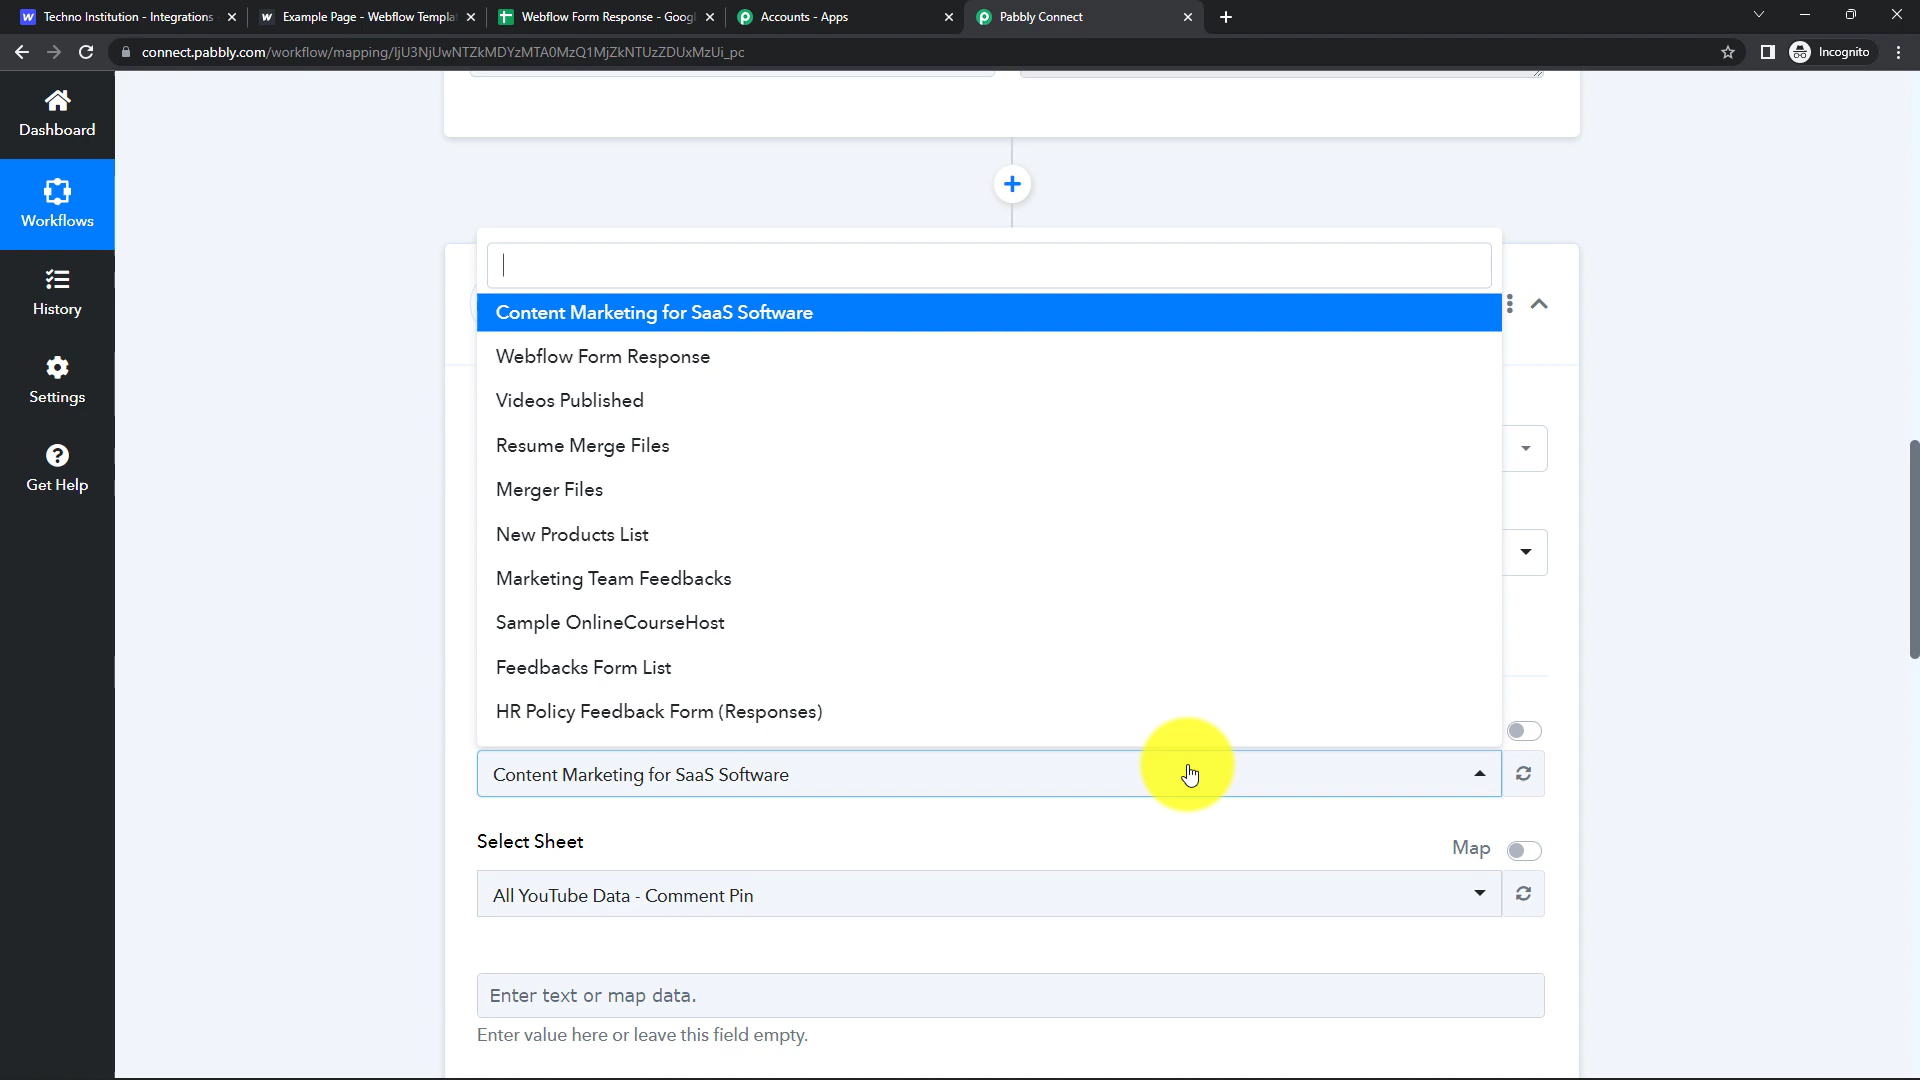 Techno Institution - Integrations
Example Page - Webflow Templa
Webflow Form Response - Googl
Accounts - Apps
Pabbly Connect
connect.pabbly.com/workflow/mapping/IjU3NjUwNTZkMDYzMTA0MzQ1MjZkNTUzZDUxMzUi_pc
Incognito
Dashboard
Workflows
History
Settings
Get Help
Content Marketing for SaaS Software
Webflow Form Response
Videos Published
Resume Merge Files
Merger Files
New Products List
Marketing Team Feedbacks
Sample OnlineCourseHost
Feedbacks Form List
HR Policy Feedback Form (Responses)
Content Marketing for SaaS Software
Select Sheet
Map
All YouTube Data - Comment Pin
Enter text or map data.
Enter value here or leave this field empty.